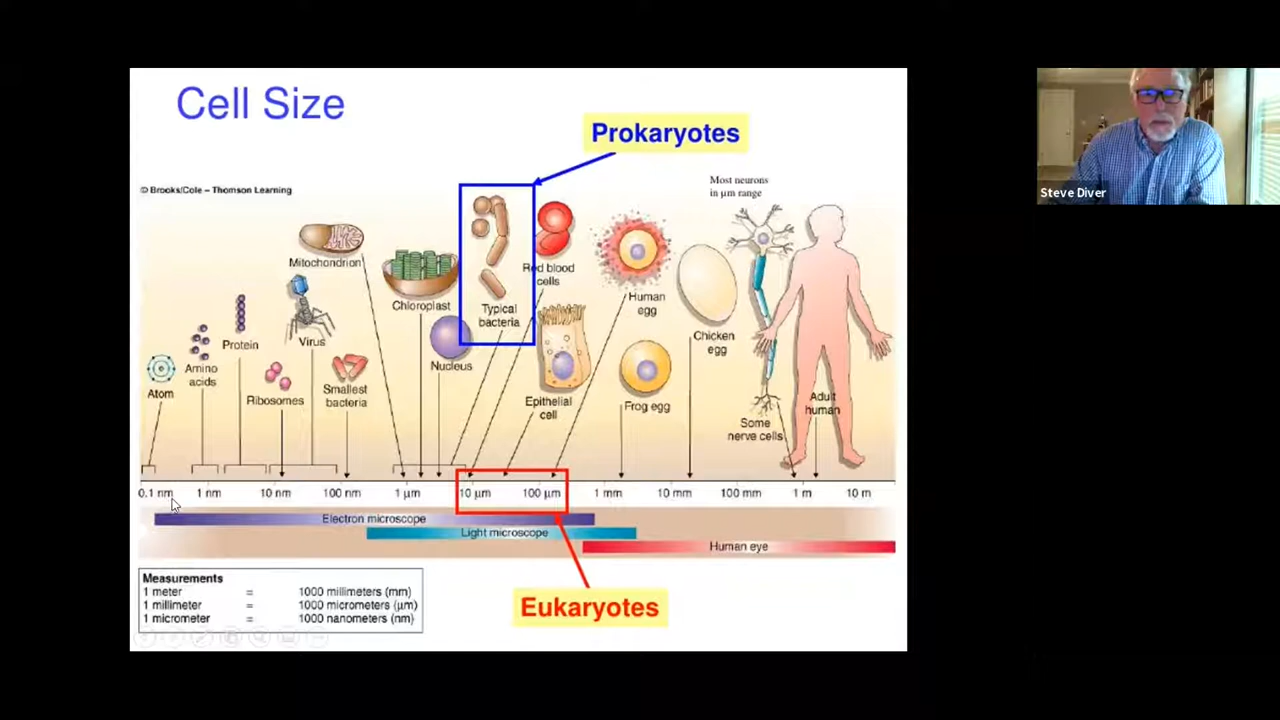 Cell Size
Prokaryotes
Steve Diver
© Brooks/Cole – Thomson Learning
Most neurons
in µm range
Mitochondrion
Chloroplast
Typical
bacteria
Red blood
cells
Human
egg
Chicken
egg
Protein
Virus
Nucleus
Amino
acids
Atom
Ribosomes
Smallest
bacteria
Epithelial
cell
Frog egg
Some
nerve cells
Adult
human
0.1 nm 1 nm 10 nm 100 nm 1 µm 10 µm 100 µm 1 mm 10 mm 100 mm 1 m 10 m
Electron microscope
Light microscope
Human eye
Measurements
1 meter = 1000 millimeters (mm)
1 millimeter = 1000 micrometers (µm)
1 micrometer = 1000 nanometers (nm)
Eukaryotes